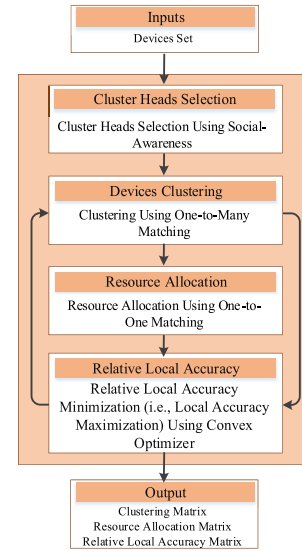 Inputs
Devices Set
Cluster Heads Selection
Cluster Heads Selection Using Social-
Awareness
Devices Clustering
Clustering Using One-to-Many
Matching
Resource Allocation
Resource Allocation Using One-to-
One Matching
Relative Local Accuracy
Relative Local Accuracy
Minimization (i.e., Local Accuracy
Maximization) Using Convex
Optimizer
Output
Clustering Matrix
Resource Allocation Matrix
Relative Local Accuracy Matrix